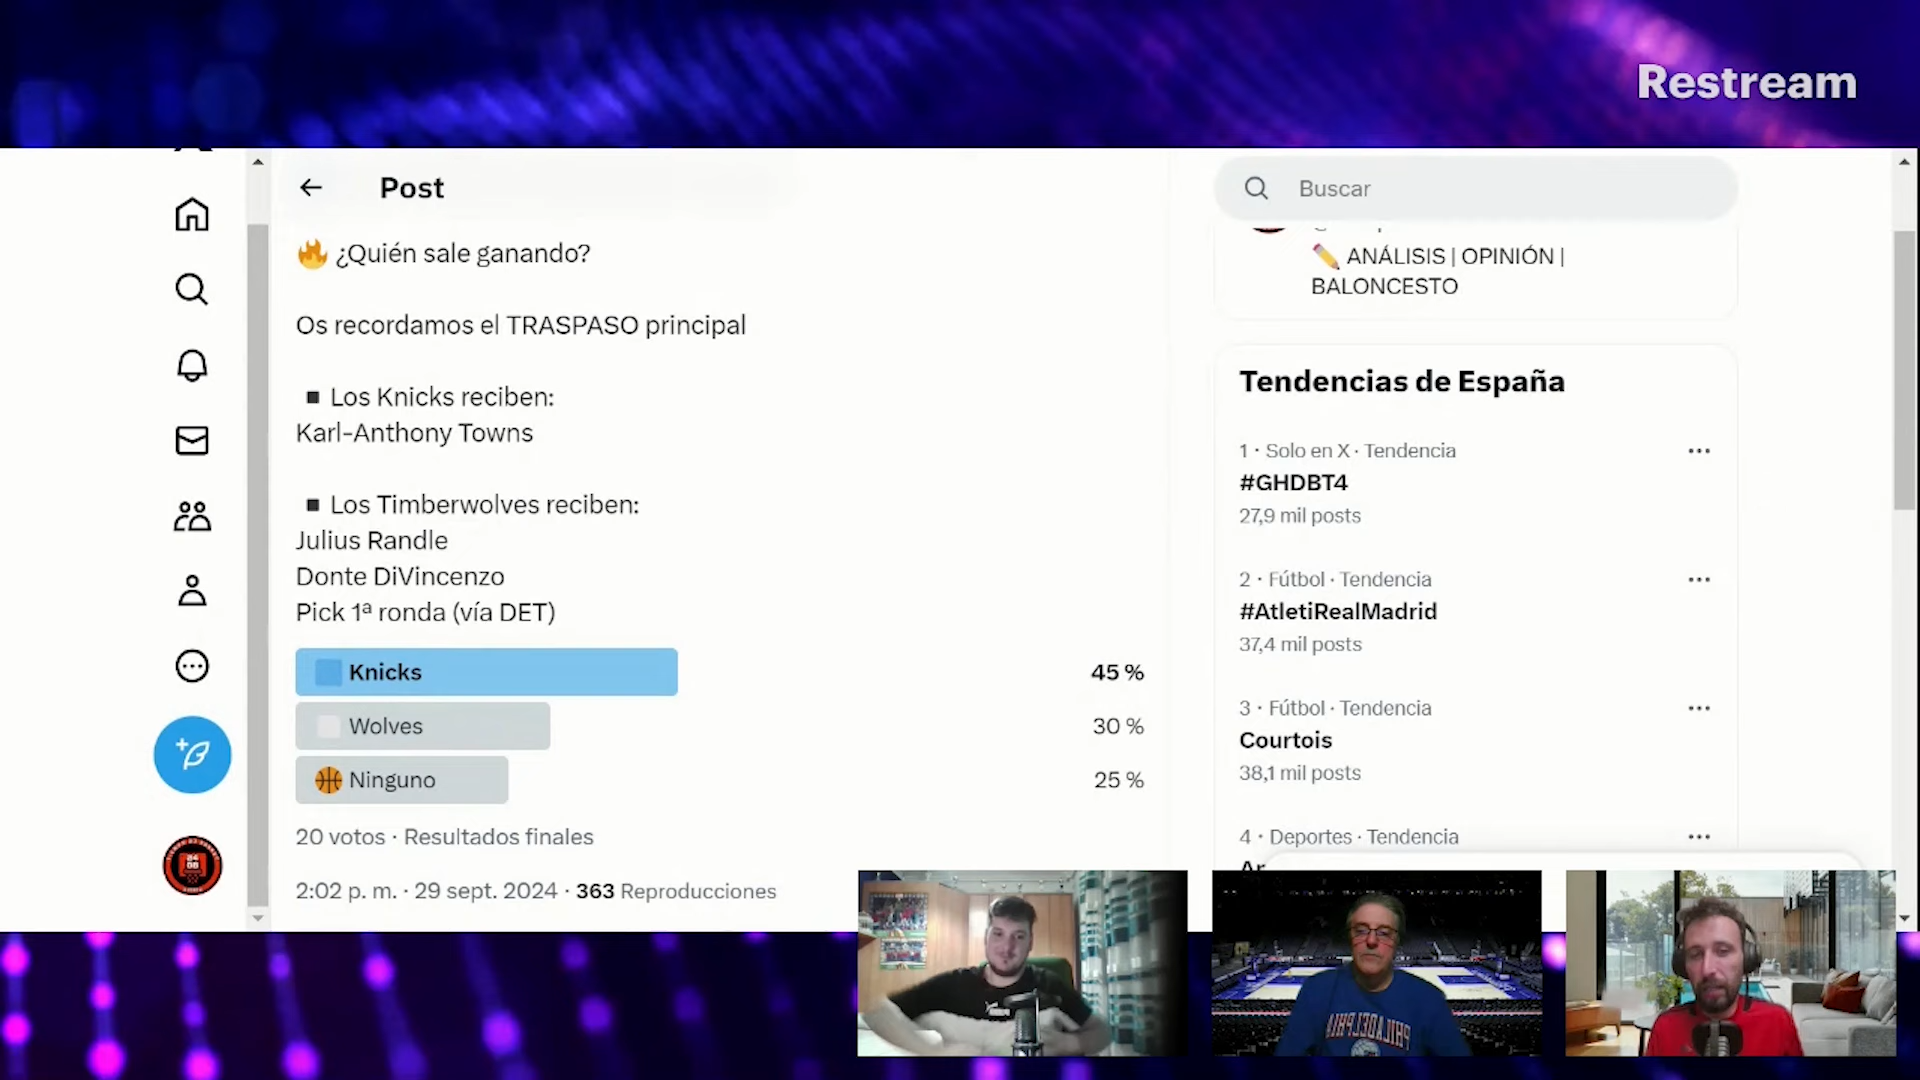 Restream
Post
🔥 ¿Quién sale ganando?
Os recordamos el TRASPASO principal
▪ Los Knicks reciben:
Karl-Anthony Towns
▪ Los Timberwolves reciben:
Julius Randle
Donte DiVincenzo
Pick 1ª ronda (vía DET)
Knicks 45 %
Wolves 30 %
🏀 Ninguno 25 %
20 votos · Resultados finales
2:02 p. m. · 29 sept. 2024 · 363 Reproducciones
Buscar
✏️ ANÁLISIS | OPINIÓN |
BALONCESTO
Tendencias de España
1 · Solo en X · Tendencia
#GHDBT4
27,9 mil posts
2 · Fútbol · Tendencia
#AtletiRealMadrid
37,4 mil posts
3 · Fútbol · Tendencia
Courtois
38,1 mil posts
4 · Deportes · Tendencia
PHILADELPHIA